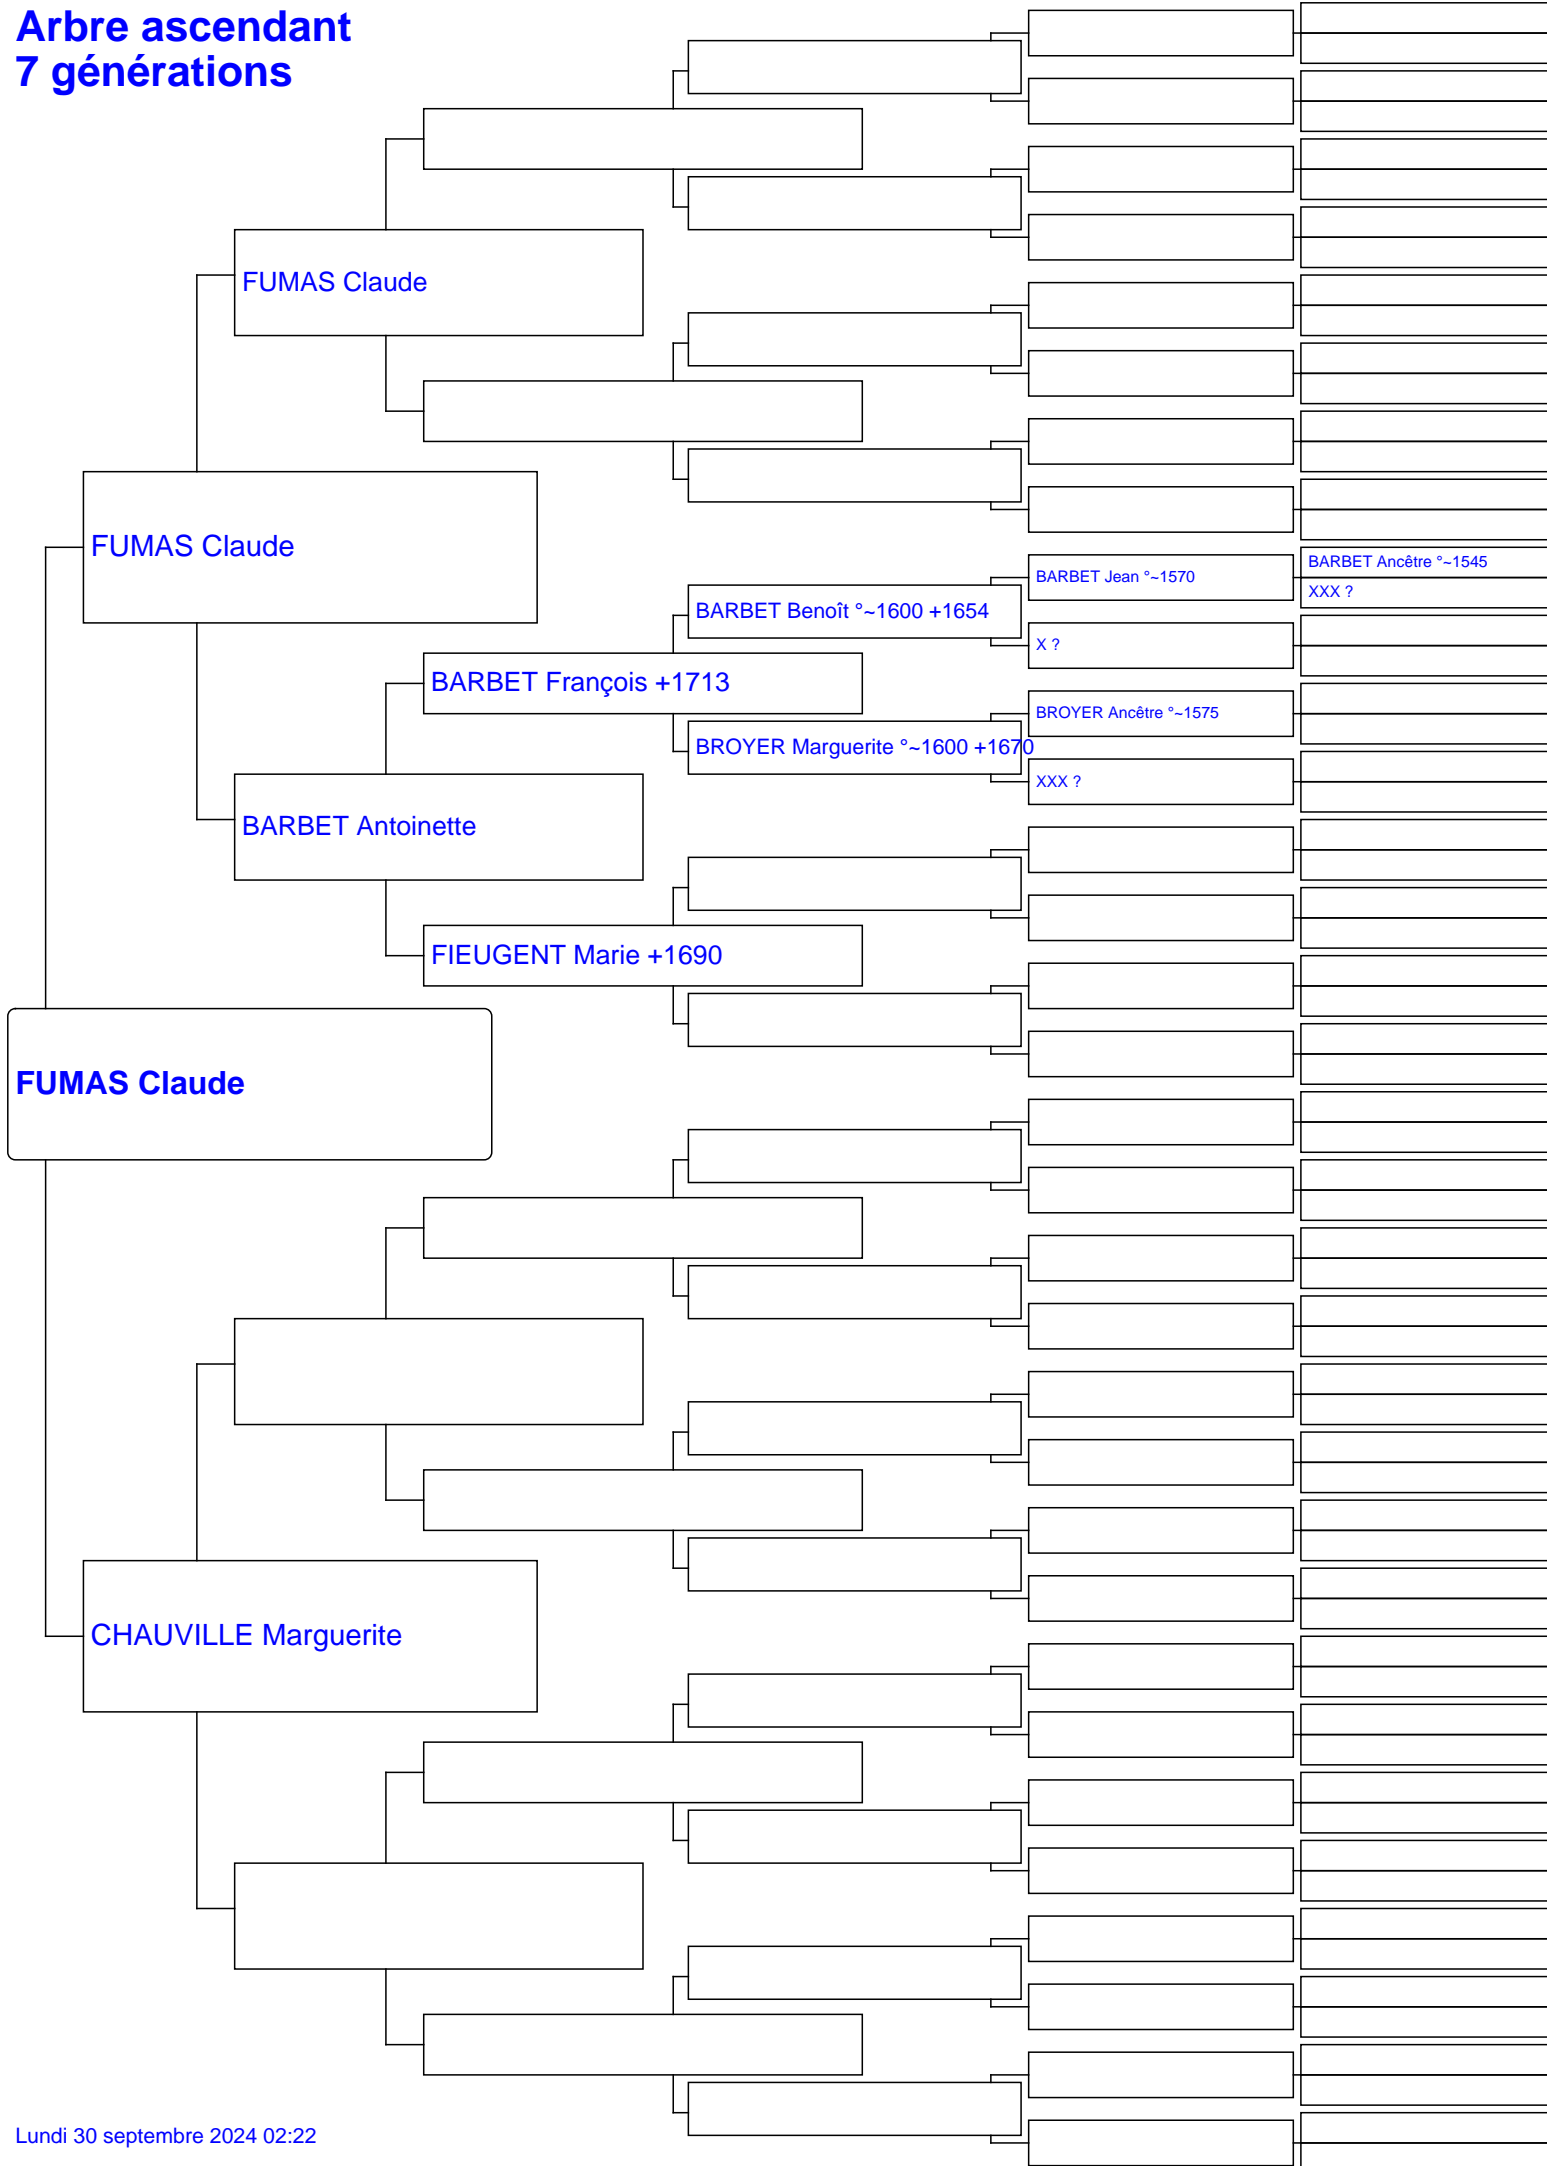 Arbre ascendant
7 générations
FUMAS Claude
FUMAS Claude
BARBET Jean °~1570
BARBET Ancêtre °~1545
XXX ?
BARBET Benoît °~1600 +1654
X ?
BARBET François +1713
BROYER Ancêtre °~1575
BROYER Marguerite °~1600 +1670
XXX ?
BARBET Antoinette
FIEUGENT Marie +1690
FUMAS Claude
CHAUVILLE Marguerite
Lundi 30 septembre 2024 02:22